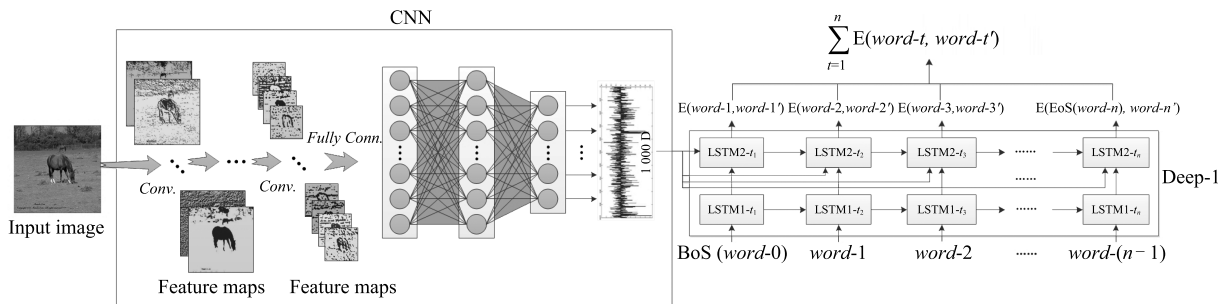 CNN
n
∑ E(word-t, word-t′)
t=1
E(word-1,word-1′) E(word-2,word-2′) E(word-3,word-3′) E(EoS(word-n), word-n’)
Fully Conn.
1 000 D
LSTM2-t₁ LSTM2-t₂ LSTM2-t₃ ...... LSTM2-tₙ
Conv. Conv.
......
Deep-1
LSTM1-t₁ LSTM1-t₂ LSTM1-t₃ ...... LSTM1-tₙ
Input image
BoS (word-0) word-1 word-2 ...... word-(n − 1)
Feature maps Feature maps